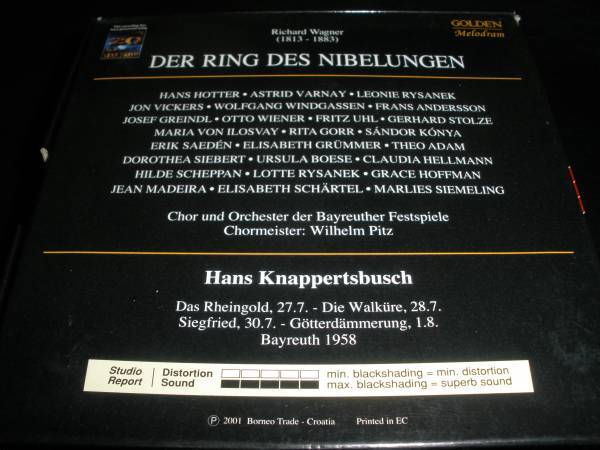 Richard Wagner
(1813 - 1883)
GOLDEN
Melodram
DER RING DES NIBELUNGEN
HANS HOTTER • ASTRID VARNAY • LEONIE RYSANEK
JON VICKERS • WOLFGANG WINDGASSEN • FRANS ANDERSSON
JOSEF GREINDL • OTTO WIENER • FRITZ UHL • GERHARD STOLZE
MARIA VON ILOSVAY • RITA GORR • SÁNDOR KÓNYA
ERIK SAEDÉN • ELISABETH GRÜMMER • THEO ADAM
DOROTHEA SIEBERT • URSULA BOESE • CLAUDIA HELLMANN
HILDE SCHEPPAN • LOTTE RYSANEK • GRACE HOFFMAN
JEAN MADEIRA • ELISABETH SCHÄRTEL • MARLIES SIEMELING
Chor und Orchester der Bayreuther Festspiele
Chormeister: Wilhelm Pitz
Hans Knappertsbusch
Das Rheingold, 27.7. - Die Walküre, 28.7.
Siegfried, 30.7. - Götterdämmerung, 1.8.
Bayreuth 1958
Studio Report
Distortion
Sound
min. blackshading = min. distortion
max. blackshading = superb sound
℗ 2001 Borneo Trade - Croatia Printed in EC